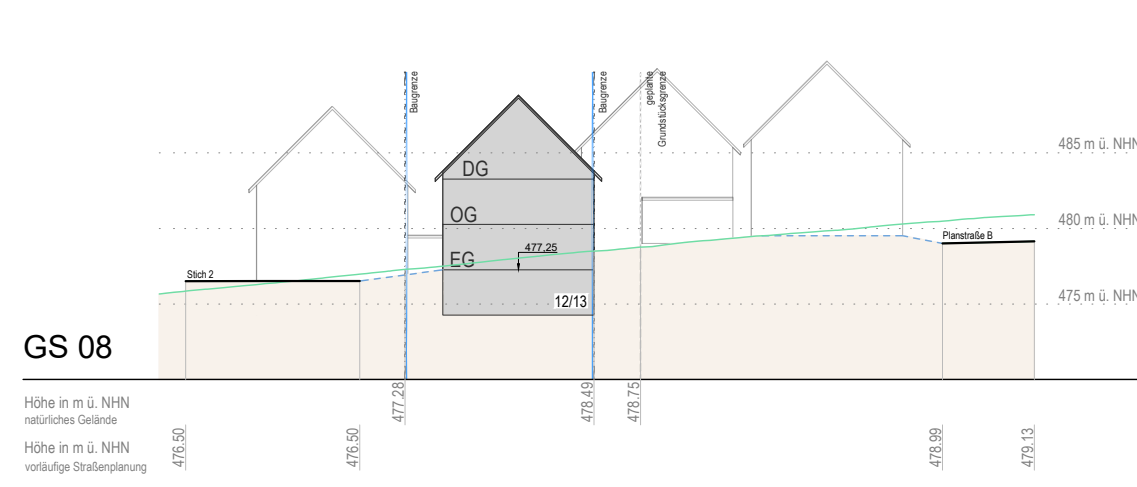 Baugrenze
Baugrenze
geplante
Grundstücksgrenze
485 m ü. NHN
DG
OG
480 m ü. NHN
Planstraße B
477.25
EG
Stich 2
12/13
475 m ü. NHN
GS 08
Höhe in m ü. NHN
natürliches Gelände
477.28
478.49
478.75
Höhe in m ü. NHN
vorläufige Straßenplanung
476.50
476.50
478.99
479.13